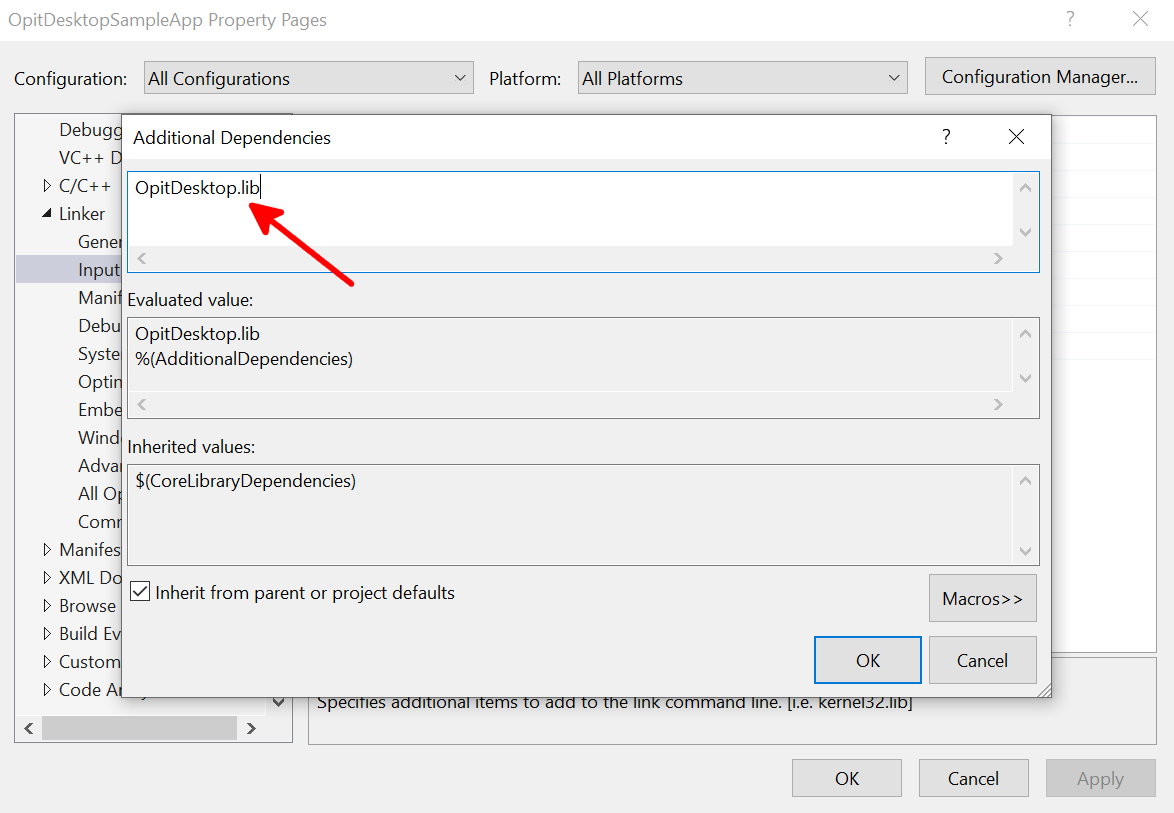 OpitDesktopSampleApp Property Pages
?
Configuration:
All Configurations
Platform:
All Platforms
Configuration Manager...
Debugg
VC++ D
C/C++
Linker
Gener
Input
Manif
Debu
Syste
Optin
Embe
Wind
Advar
All Op
Comr
Manifes
XML Do
Browse
Build Ev
Custom
Code An
Additional Dependencies
?
OpitDesktop.lib
Evaluated value:
OpitDesktop.lib
%(AdditionalDependencies)
Inherited values:
$(CoreLibraryDependencies)
Inherit from parent or project defaults
Macros>>
OK
Cancel
Specifies additional items to add to the link command line. [i.e. kernel32.lib]
OK
Cancel
Apply